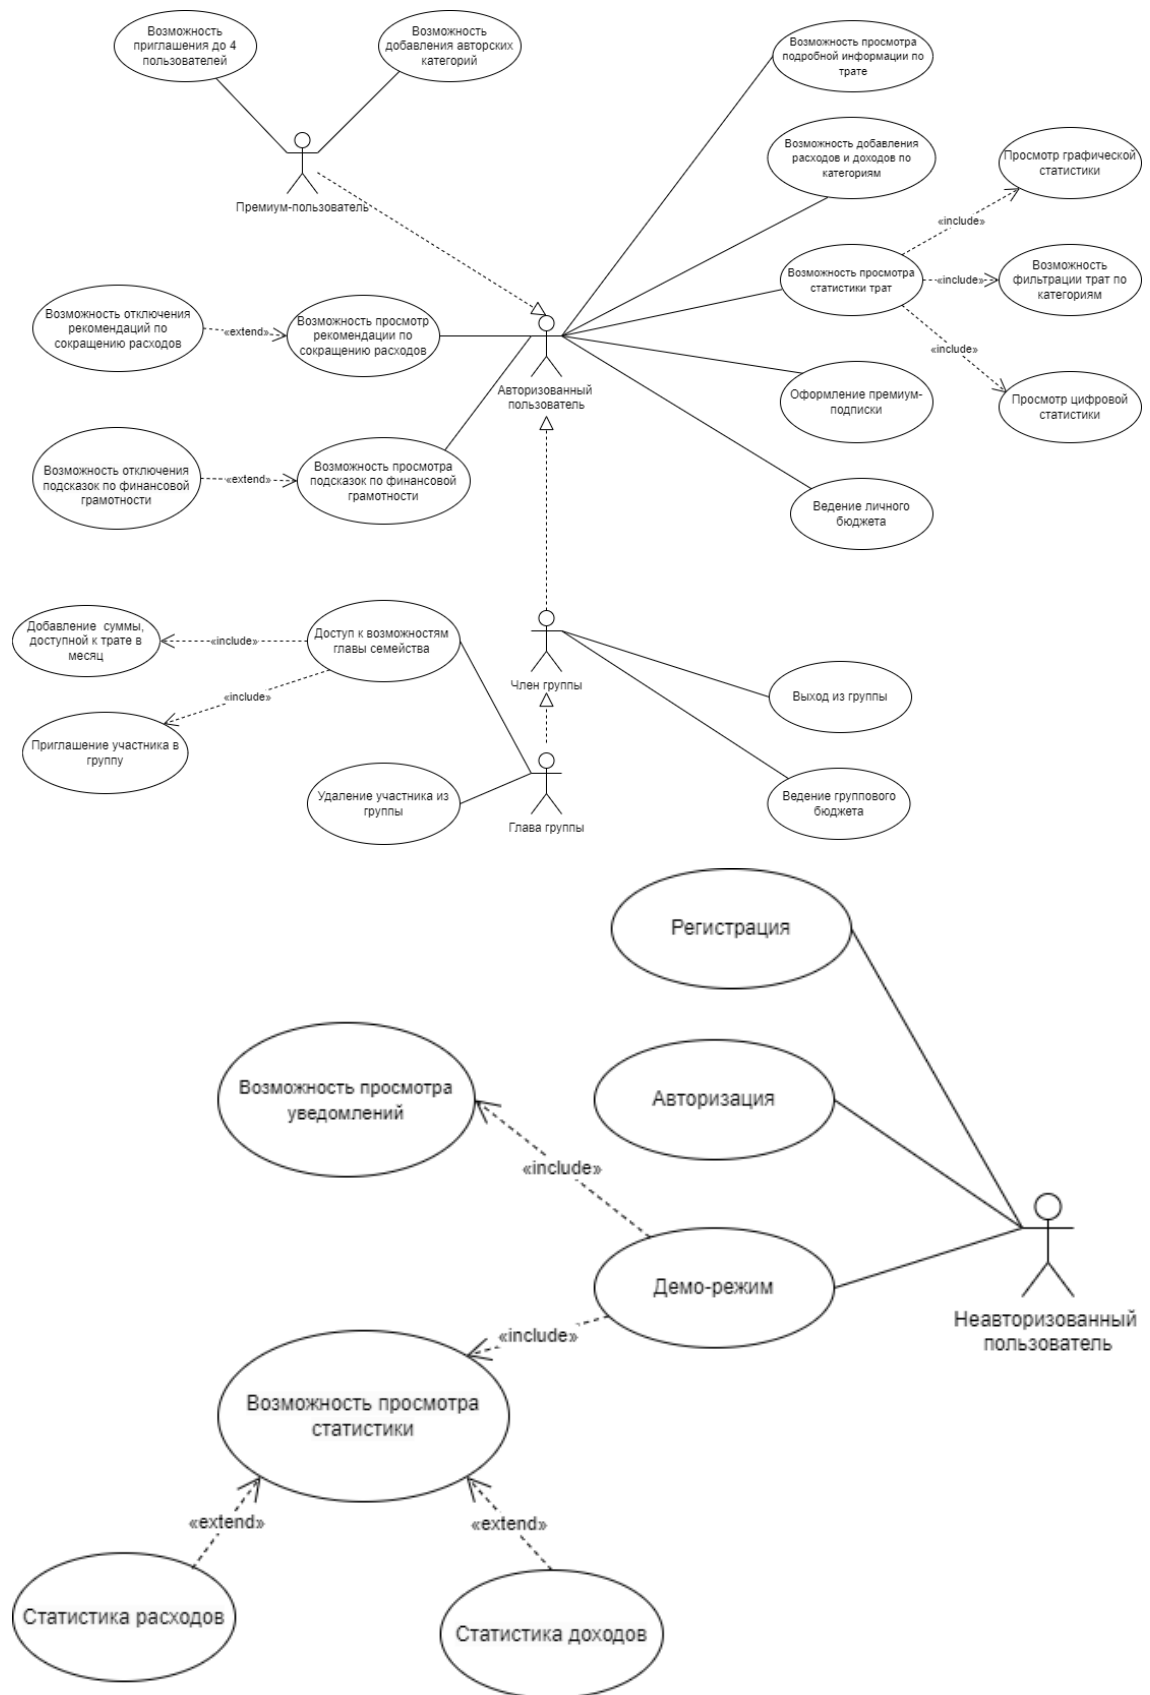 Возможность
приглашения до 4
пользователей
Возможность
добавления авторских
категорий
Возможность просмотра
подробной информации по
трате
Премиум-пользователь
Возможность добавления
расходов и доходов по
категориям
Просмотр графической
статистики
«include»
Возможность просмотра
статистики трат
«include»
Возможность
фильтрации трат по
категориям
«include»
Просмотр цифровой
статистики
Возможность отключения
рекомендаций по
сокращению расходов
«extend»
Возможность просмотр
рекомендации по
сокращению расходов
Авторизованный
пользователь
Оформление премиум-
подписки
Возможность отключения
подсказок по финансовой
грамотности
«extend»
Возможность просмотра
подсказок по финансовой
грамотности
Ведение личного
бюджета
Добавление суммы,
доступной к трате в
месяц
«include»
Доступ к возможностям
главы семейства
«include»
Приглашение участника в
группу
Член группы
Выход из группы
Удаление участника из
группы
Глава группы
Ведение группового
бюджета
Регистрация
Возможность просмотра
уведомлений
Авторизация
«include»
Демо-режим
«include»
Неавторизованный
пользователь
Возможность просмотра
статистики
«extend»
«extend»
Статистика расходов
Статистика доходов